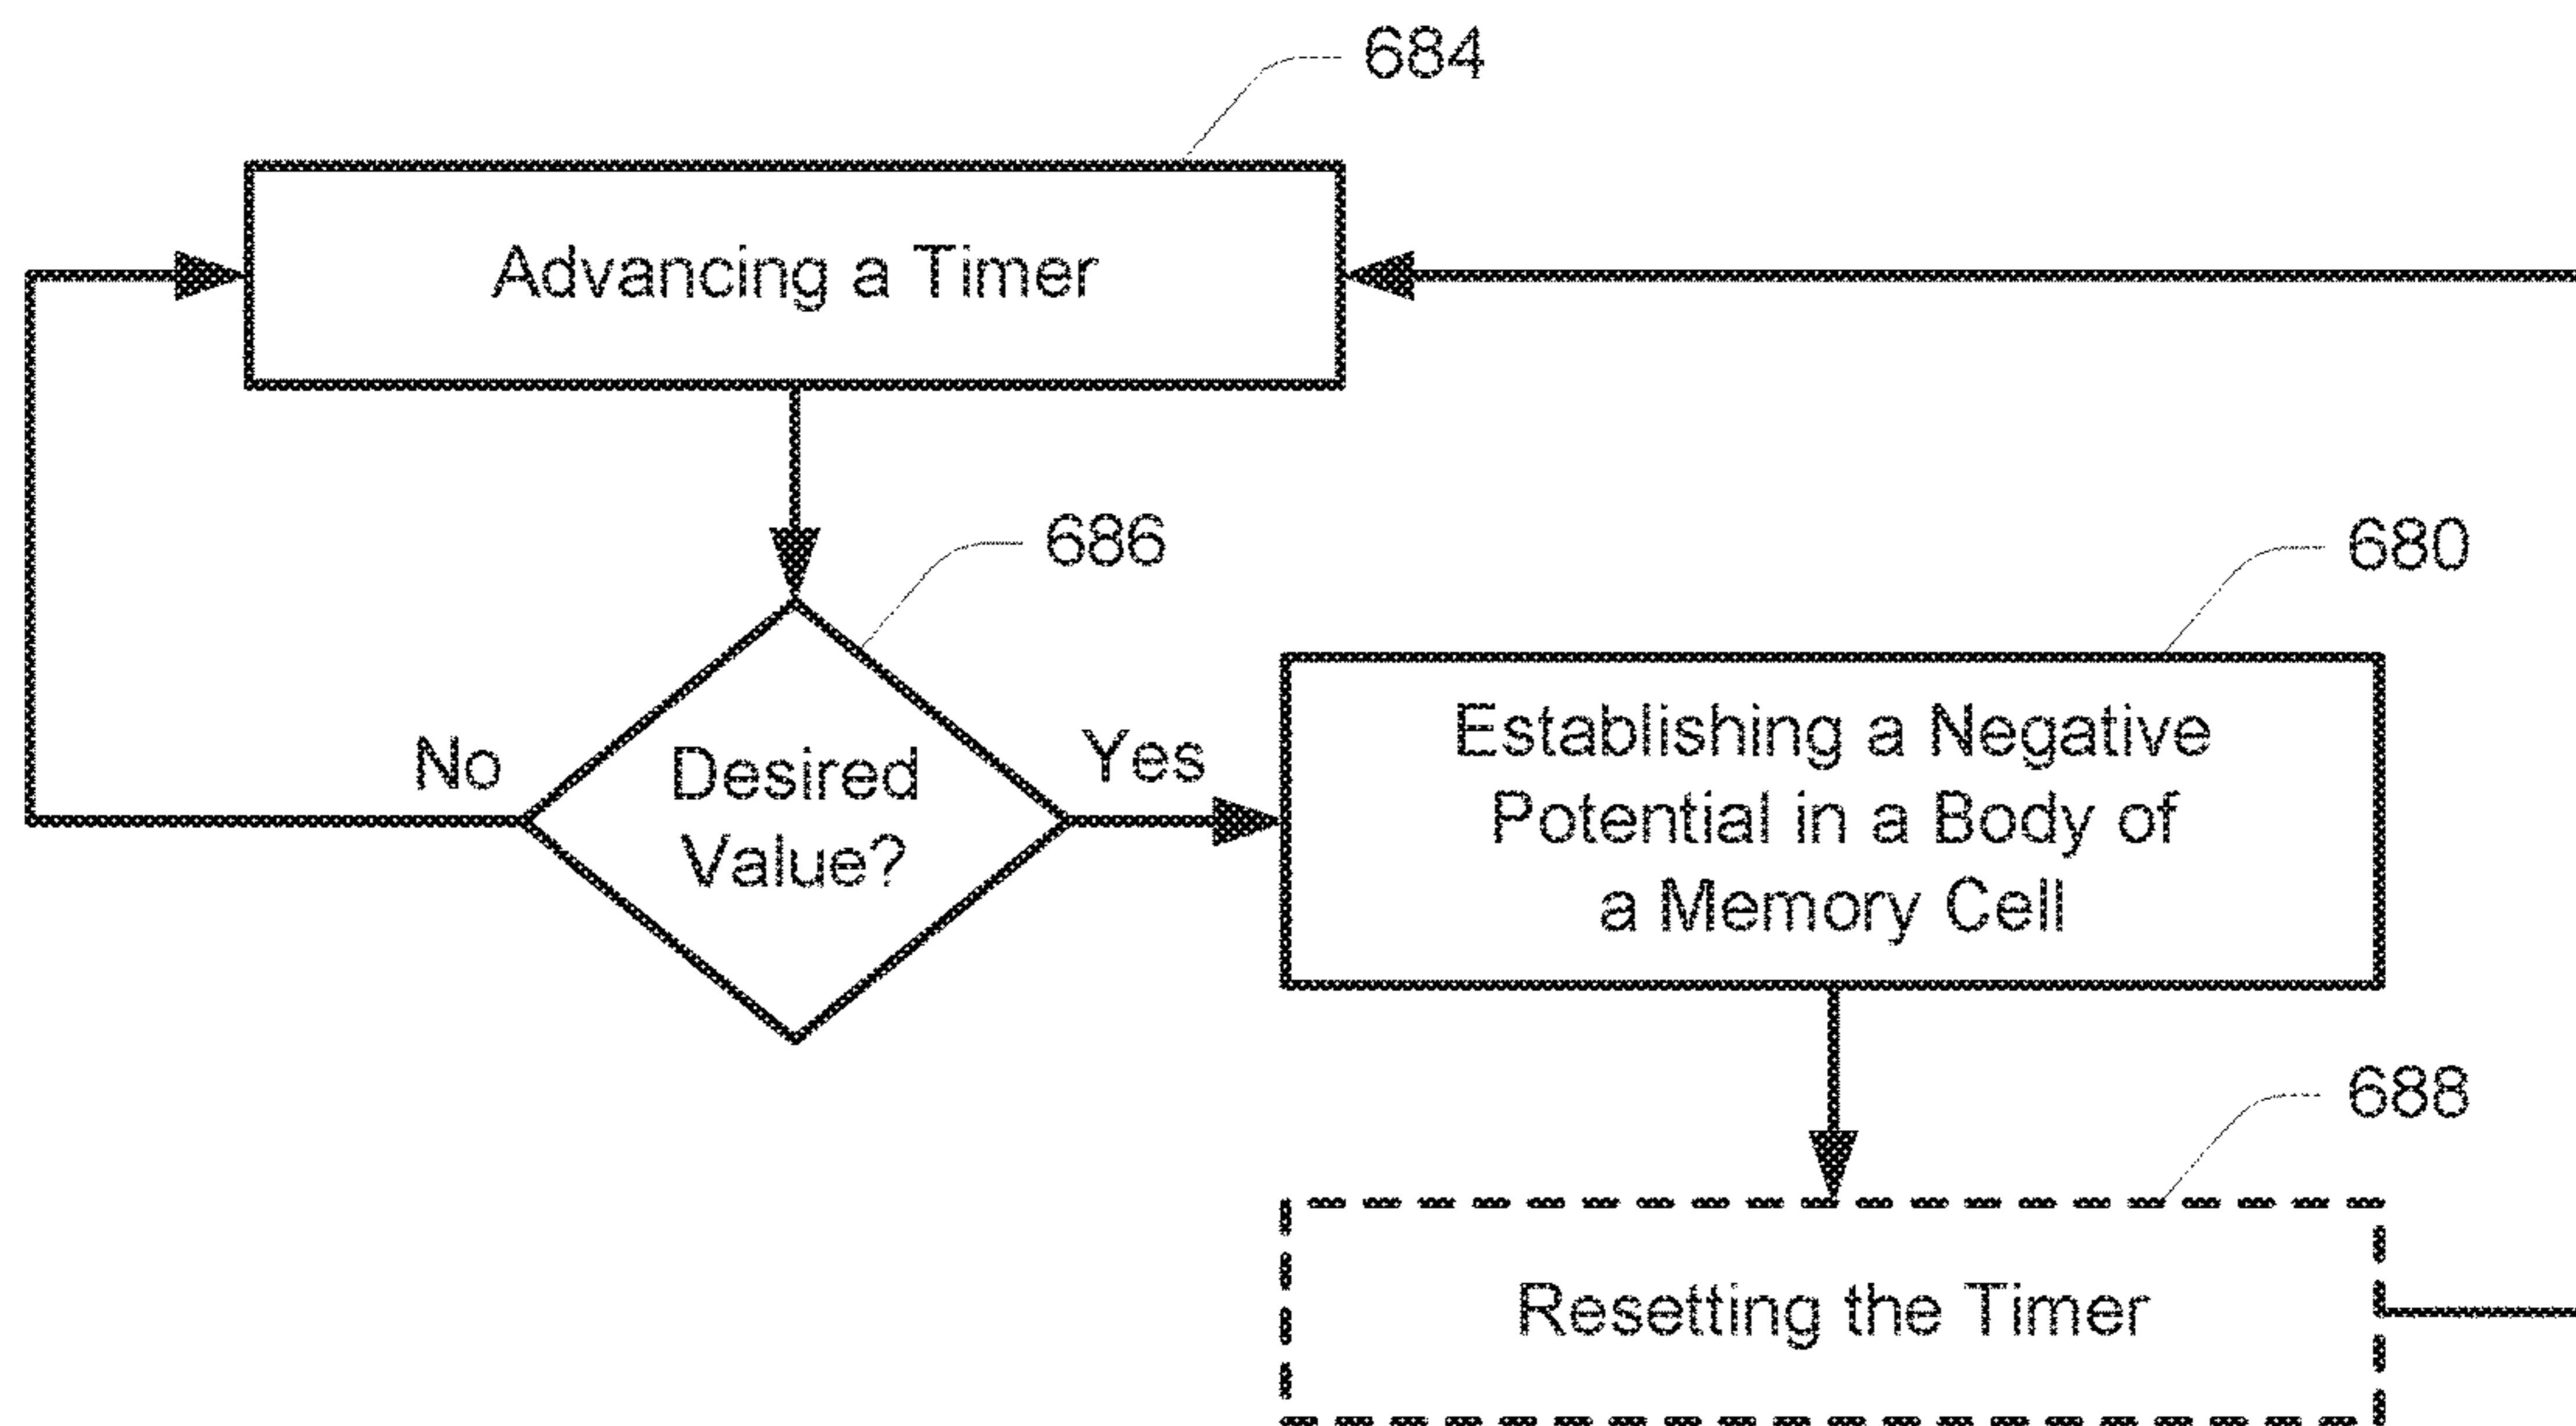 684
Advancing a Timer
686
680
No
Desired
Value?
Yes
Establishing a Negative
Potential in a Body of
a Memory Cell
688
Resetting the Timer